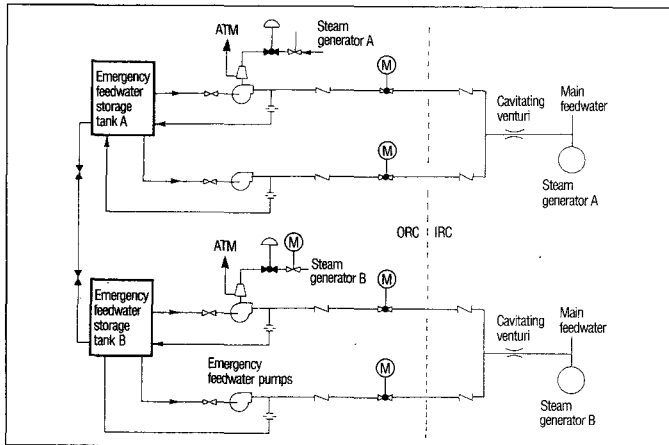 ATM
Steam
generator A
M
Emergency
feedwater
storage
tank A
Cavitating
venturi
Main
feedwater
M
Steam
generator A
ORC IRC
ATM
M
Steam
generator B
M
Emergency
feedwater
storage
tank B
Cavitating
venturi
Main
feedwater
Emergency
feedwater pumps
M
Steam
generator B